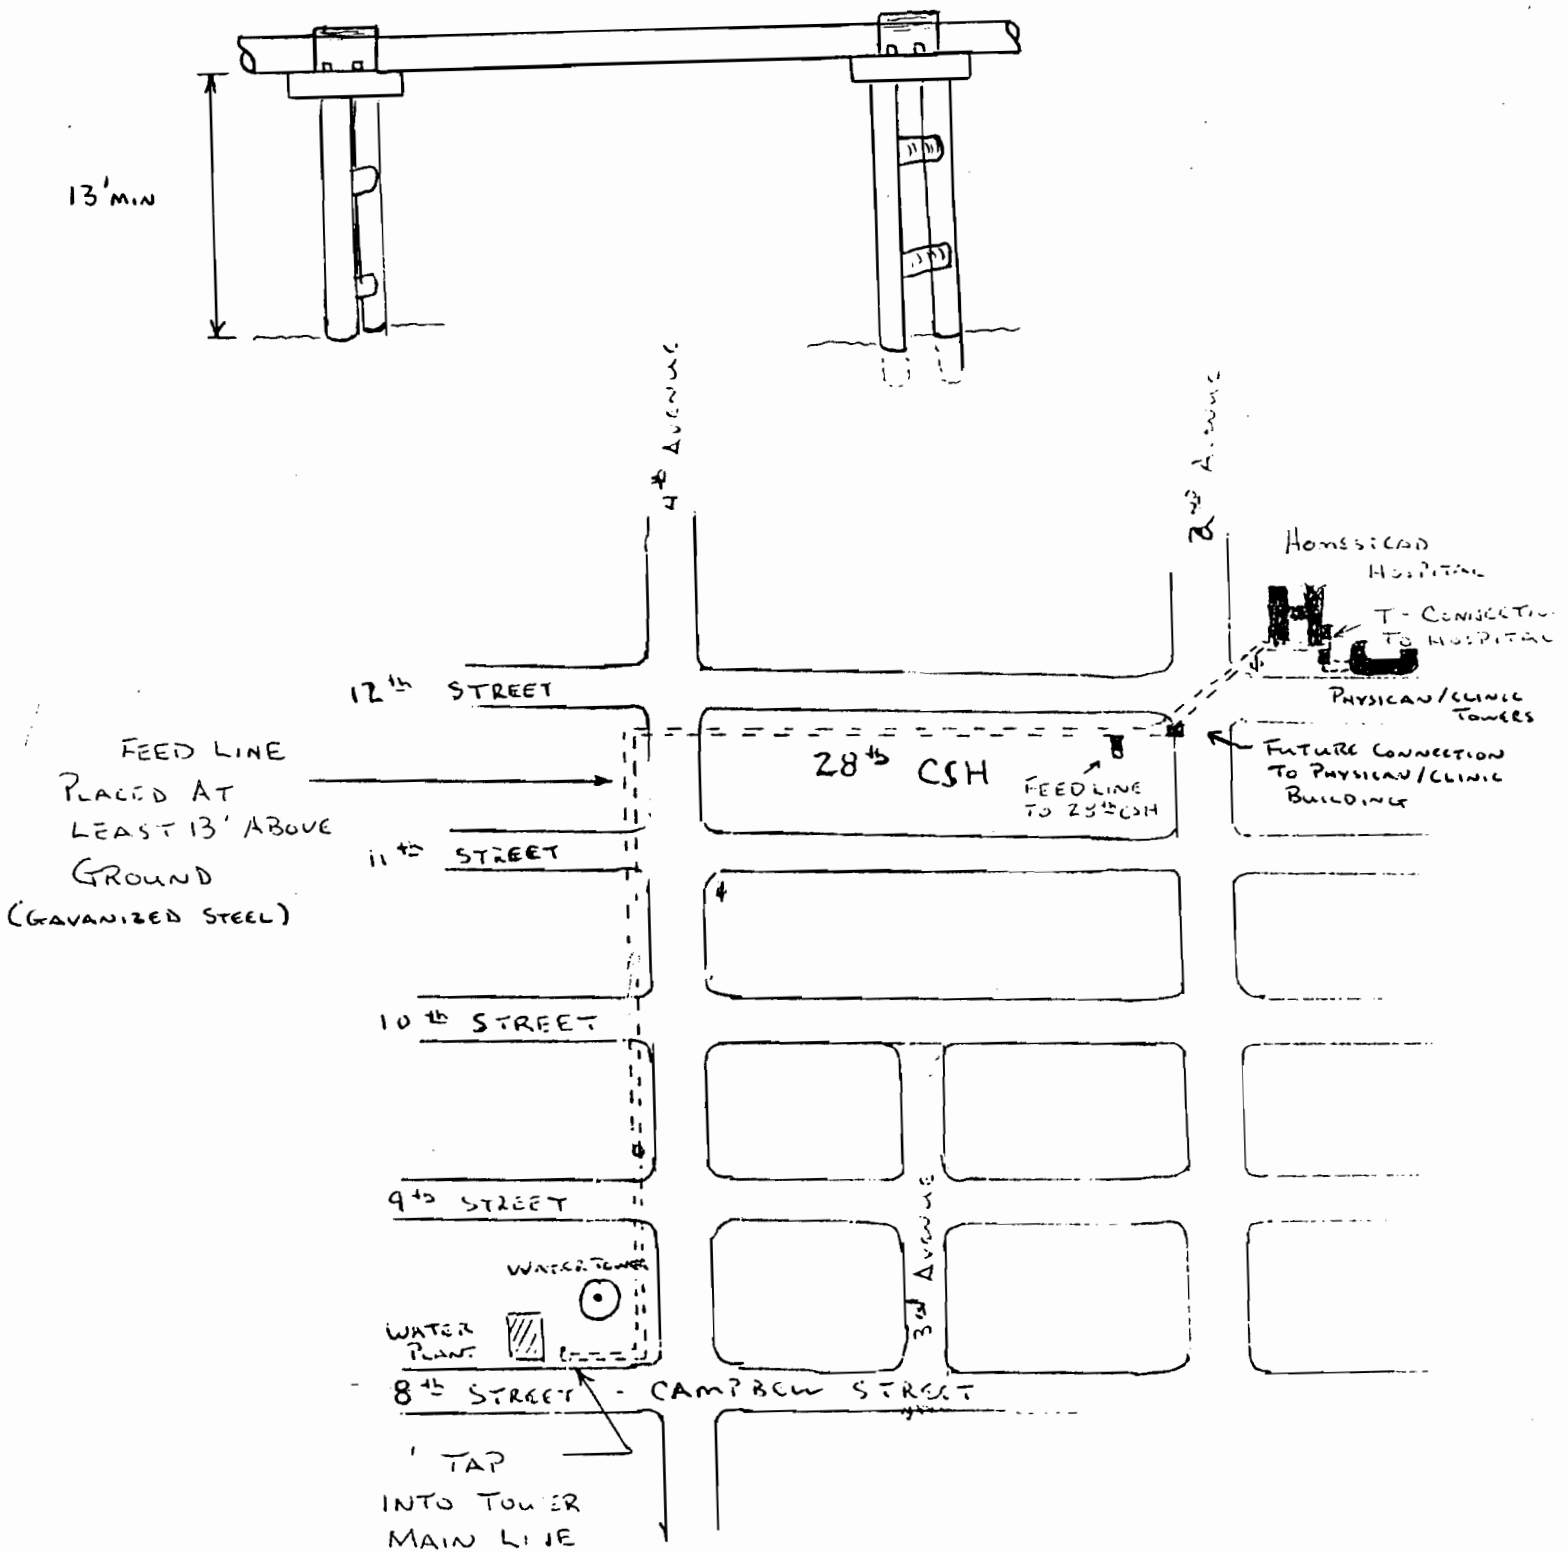 13' MIN
4th AVENUE
2nd AVENUE
HOMESTEAD
HOSPITAL
T - CONNECTIO
TO HOSPITAL
12th STREET
PHYSICAN/CLINIC
TOWERS
FEED LINE
PLACED AT
LEAST 13' ABOVE
GROUND
(GAVANIZED STEEL)
28th CSH
FEED LINE
TO 28th CSH
FUTURE CONNECTION
TO PHYSICAN/CLINIC
BUILDING
11th STREET
10th STREET
9th STREET
3rd AVENUE
WATER TOWER
WATER
PLANT
8th STREET - CAMPBELL STREET
TAP
INTO TOWER
MAIN LINE